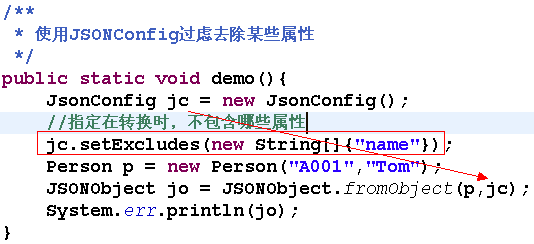 /**
 * 使用JSONConfig过虑去除某些属性
 */
public static void demo(){
    JsonConfig jc = new JsonConfig();
    //指定在转换时，不包含哪些属性
    jc.setExcludes(new String[]{"name"});
    Person p = new Person("A001","Tom");
    JSONObject jo = JSONObject.fromObject(p,jc);
    System.err.println(jo);
}